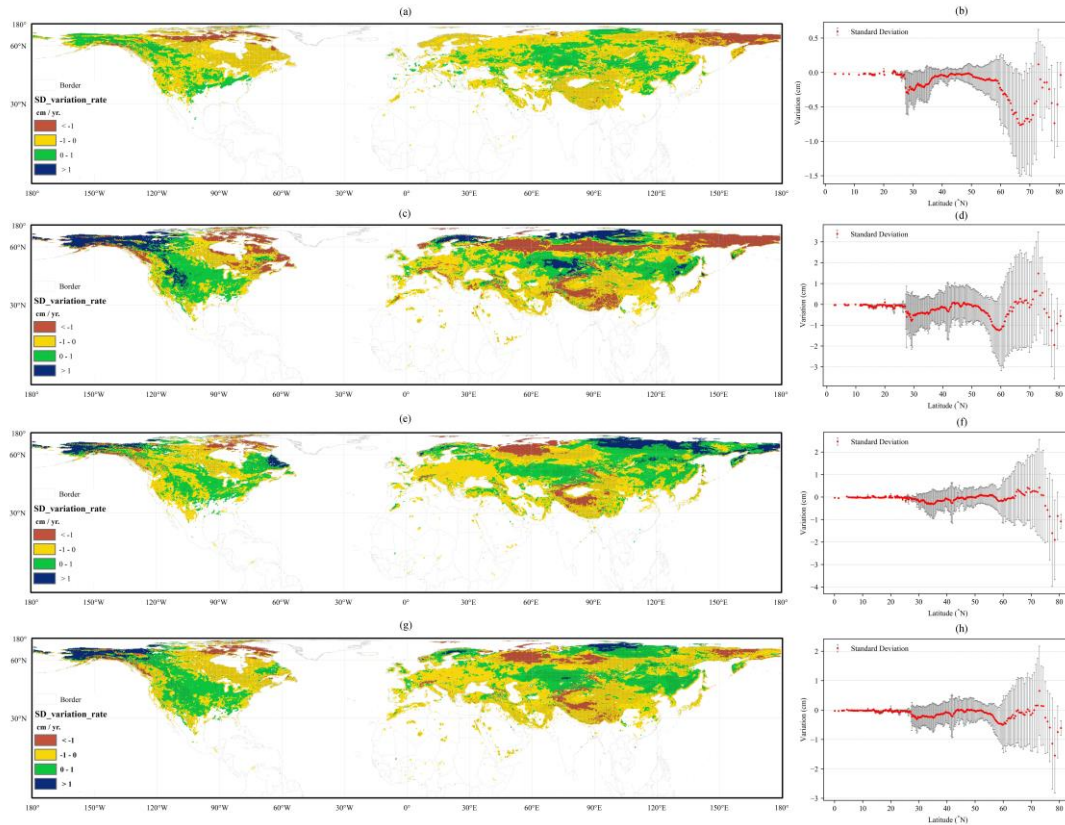 (a)
(b)
180°
60°N
30°N
Border
SD_variation_rate
cm / yr.
< -1
-1 - 0
0 - 1
> 1
180° 150°W 120°W 90°W 60°W 30°W 0° 30°E 60°E 90°E 120°E 150°E 180°
Standard Deviation
Variation (cm)
0.5
0.0
−0.5
−1.0
−1.5
0 10 20 30 40 50 60 70 80
Latitude (°N)
(c)
(d)
180°
60°N
30°N
Border
SD_variation_rate
cm / yr.
< -1
-1 - 0
0 - 1
> 1
180° 150°W 120°W 90°W 60°W 30°W 0° 30°E 60°E 90°E 120°E 150°E 180°
Standard Deviation
Variation (cm)
3
2
1
0
−1
−2
−3
0 10 20 30 40 50 60 70 80
Latitude (°N)
(e)
(f)
180°
60°N
30°N
Border
SD_variation_rate
cm / yr.
< -1
-1 - 0
0 - 1
> 1
180° 150°W 120°W 90°W 60°W 30°W 0° 30°E 60°E 90°E 120°E 150°E 180°
Standard Deviation
Variation (cm)
2
1
0
−1
−2
−3
−4
0 10 20 30 40 50 60 70 80
Latitude (°N)
(g)
(h)
180°
60°N
30°N
Border
SD_variation_rate
cm / yr.
< -1
-1 - 0
0 - 1
> 1
180° 150°W 120°W 90°W 60°W 30°W 0° 30°E 60°E 90°E 120°E 150°E 180°
Standard Deviation
Variation (cm)
2
1
0
−1
−2
−3
0 10 20 30 40 50 60 70 80
Latitude (°N)